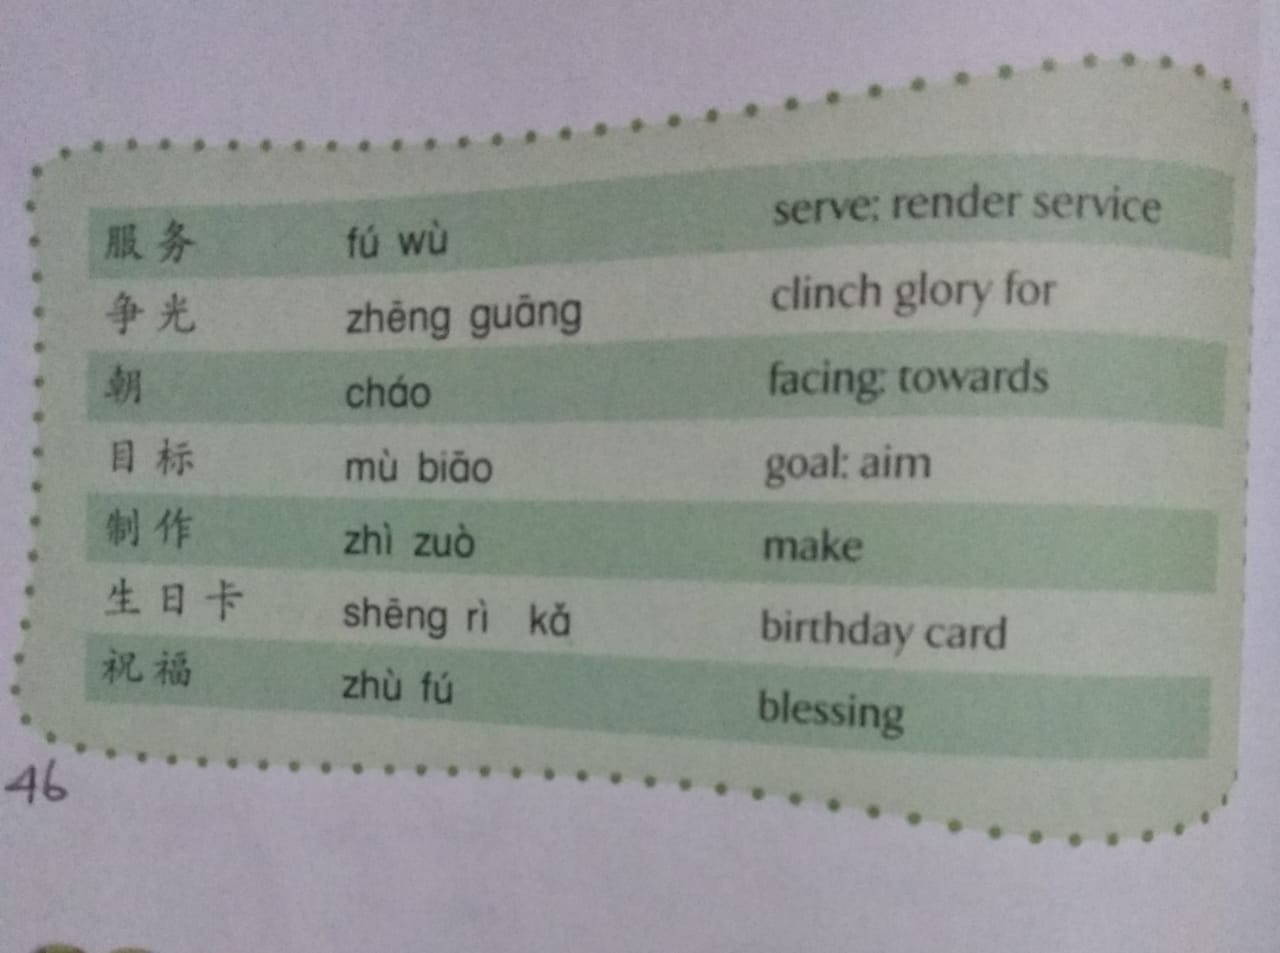 服务 fú wù serve; render service
争光 zhēng guāng clinch glory for
朝 cháo facing; towards
目标 mù biāo goal; aim
制作 zhì zuò make
生日卡 shēng rì kǎ birthday card
祝福 zhù fú blessing
46